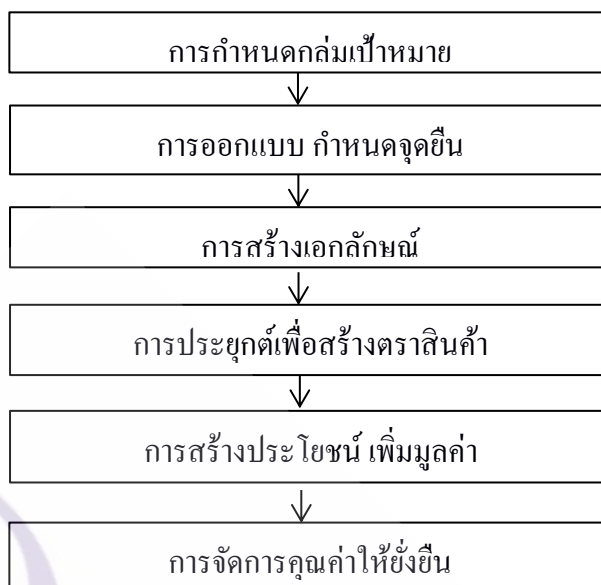 การกำหนดกลุ่มเป้าหมาย
การออกแบบ กำหนดจุดยืน
การสร้างเอกลักษณ์
การประยุกต์เพื่อสร้างตราสินค้า
การสร้างประโยชน์ เพิ่มมูลค่า
การจัดการคุณค่าให้ยั่งยืน